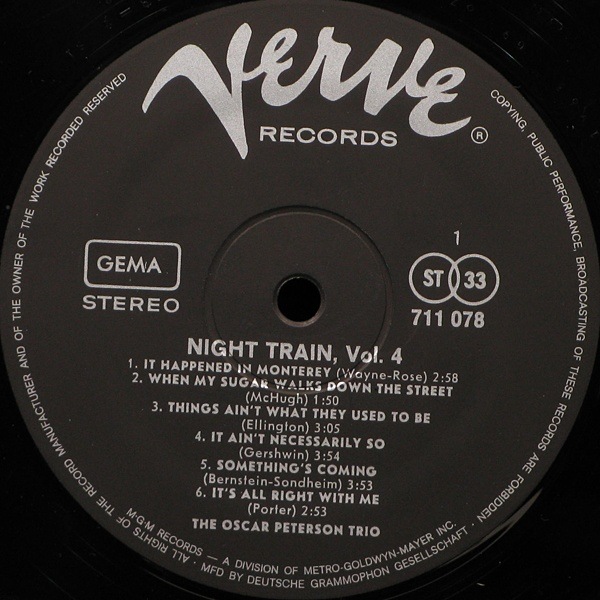 Verve
RECORDS ®
GEMA
STEREO
1
ST 33
711 078
NIGHT TRAIN, Vol. 4
1. IT HAPPENED IN MONTEREY (Wayne-Rose) 2:58
2. WHEN MY SUGAR WALKS DOWN THE STREET
(McHugh) 1:50
3. THINGS AIN'T WHAT THEY USED TO BE
(Ellington) 3:05
4. IT AIN'T NECESSARILY SO
(Gershwin) 3:54
5. SOMETHING'S COMING
(Bernstein-Sondheim) 3:53
6. IT'S ALL RIGHT WITH ME
(Porter) 2:53
THE OSCAR PETERSON TRIO
M·G·M RECORDS — A DIVISION OF METRO-GOLDWYN-MAYER INC.
ALL RIGHTS OF THE RECORD MANUFACTURER AND OF THE OWNER OF THE WORK RECORDED RESERVED
COPYING, PUBLIC PERFORMANCE, BROADCASTING OF THESE RECORDS ARE FORBIDDEN
· MFD BY DEUTSCHE GRAMMOPHON GESELLSCHAFT ·